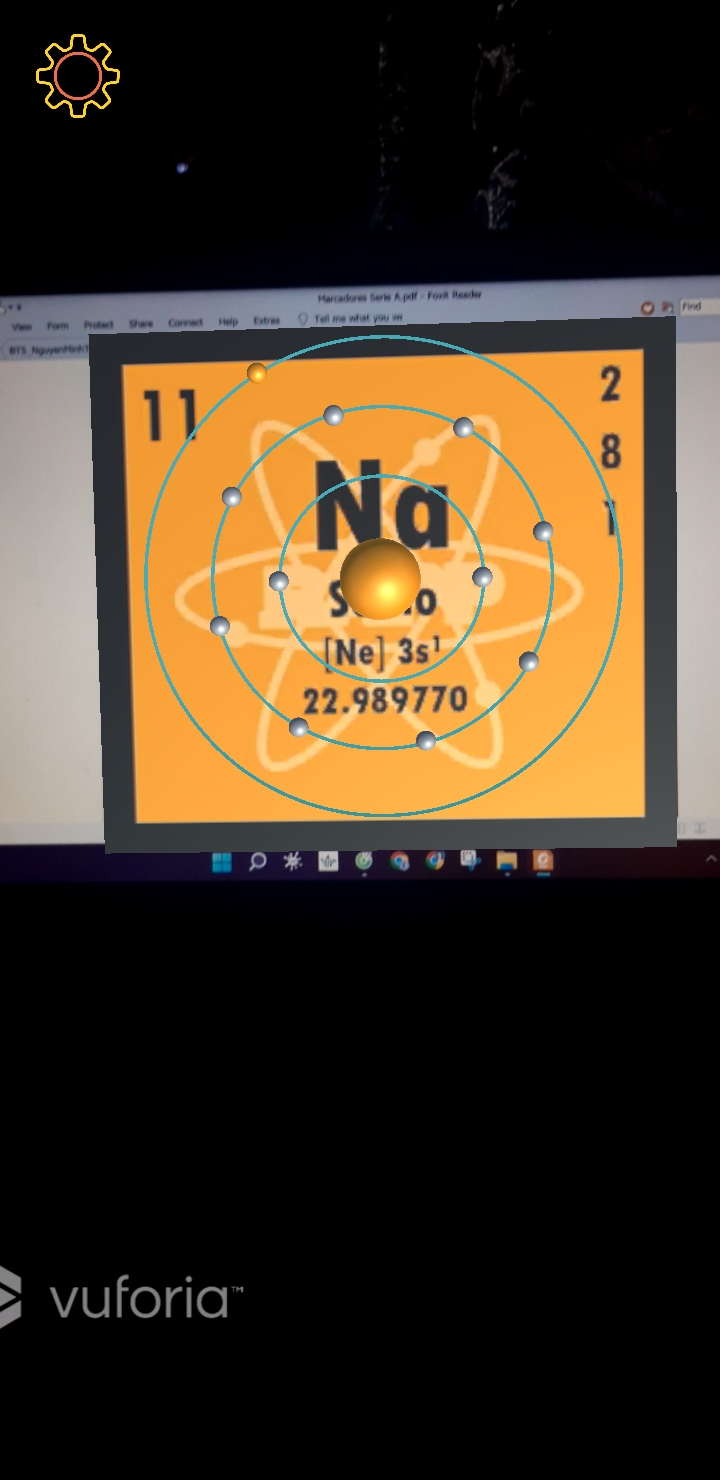 Marcadores Serie A.pdf - Foxit Reader
View Form Protect Share Connect Help Extras Tell me what you w
Find
11
2
8
1
Na
[Ne] 3s¹
22.989770
vuforia™